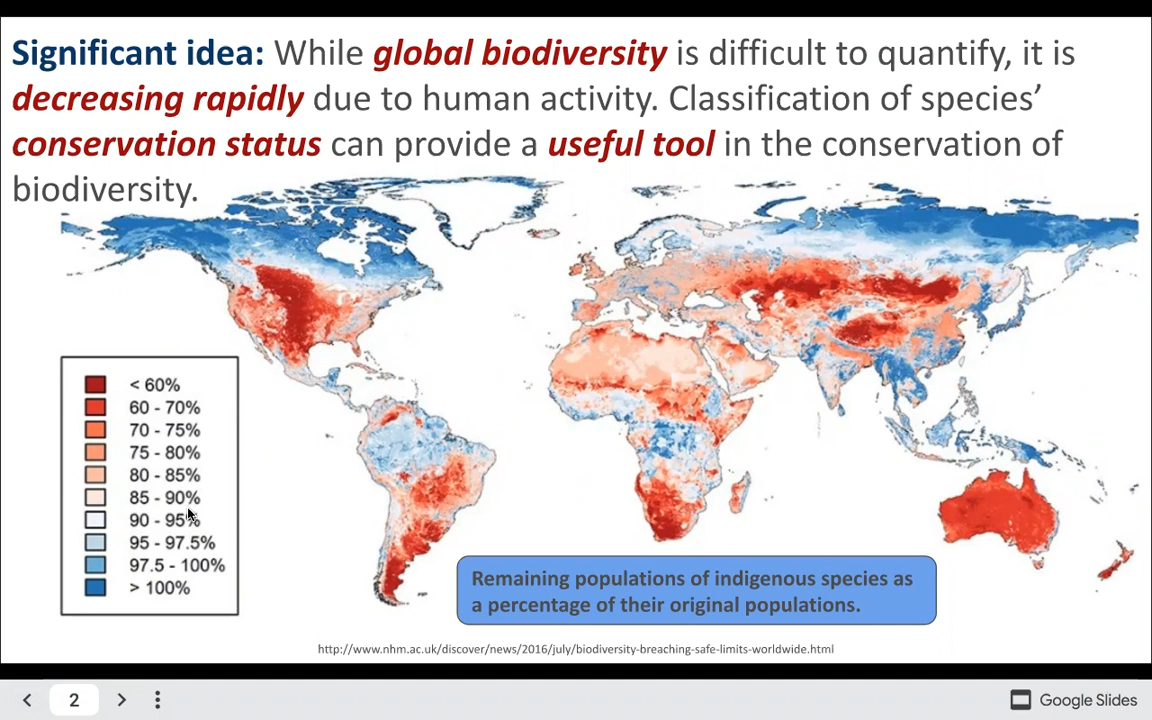 Significant idea: While global biodiversity is difficult to quantify, it is
decreasing rapidly due to human activity. Classification of species’
conservation status can provide a useful tool in the conservation of
biodiversity.
< 60%
60 - 70%
70 - 75%
75 - 80%
80 - 85%
85 - 90%
90 - 95%
95 - 97.5%
97.5 - 100%
> 100%
Remaining populations of indigenous species as
a percentage of their original populations.
http://www.nhm.ac.uk/discover/news/2016/july/biodiversity-breaching-safe-limits-worldwide.html
2
Google Slides